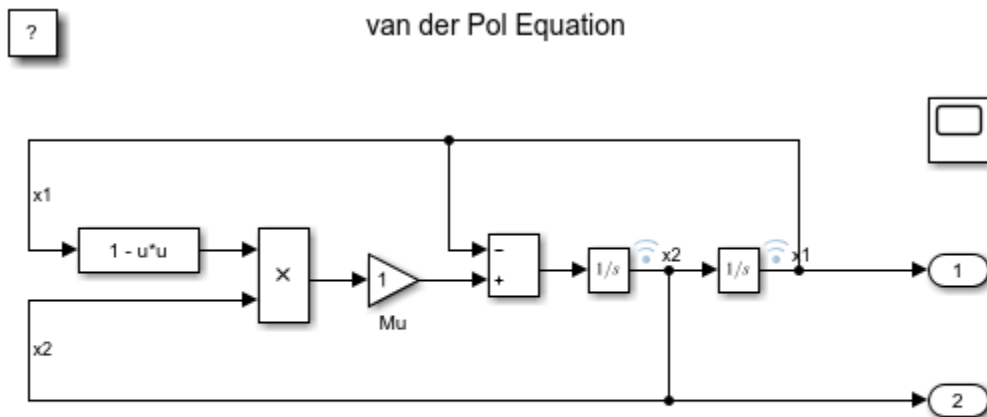 ?
van der Pol Equation
x1
1 - u*u
×
1
Mu
−
+
1/s
x2
1/s
x1
1
x2
2